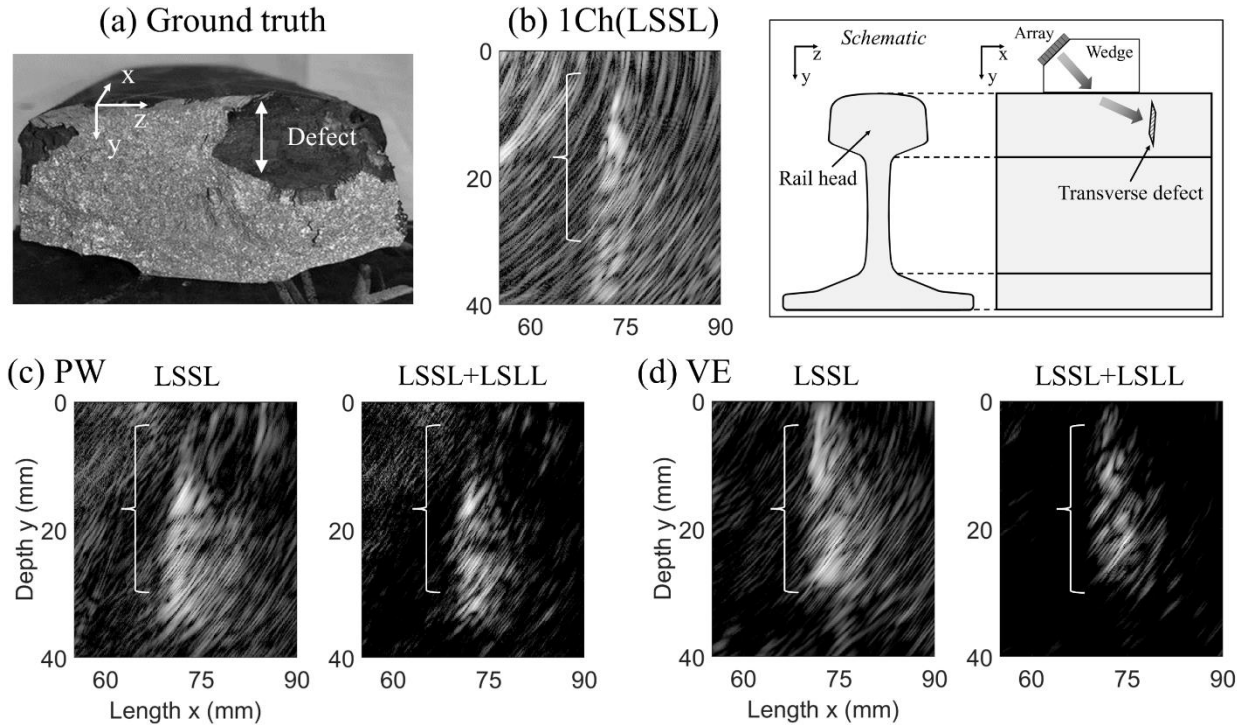 (a) Ground truth
x
z
y
Defect
(b) 1Ch(LSSL)
0
20
40
60 75 90
Schematic
z
y
x
y
Array
Wedge
Rail head
Transverse defect
(c) PW
LSSL
LSSL+LSLL
0
20
40
Depth y (mm)
60 75 90
Length x (mm)
0
20
40
60 75 90
(d) VE
LSSL
LSSL+LSLL
0
20
40
Depth y (mm)
60 75 90
Length x (mm)
0
20
40
60 75 90